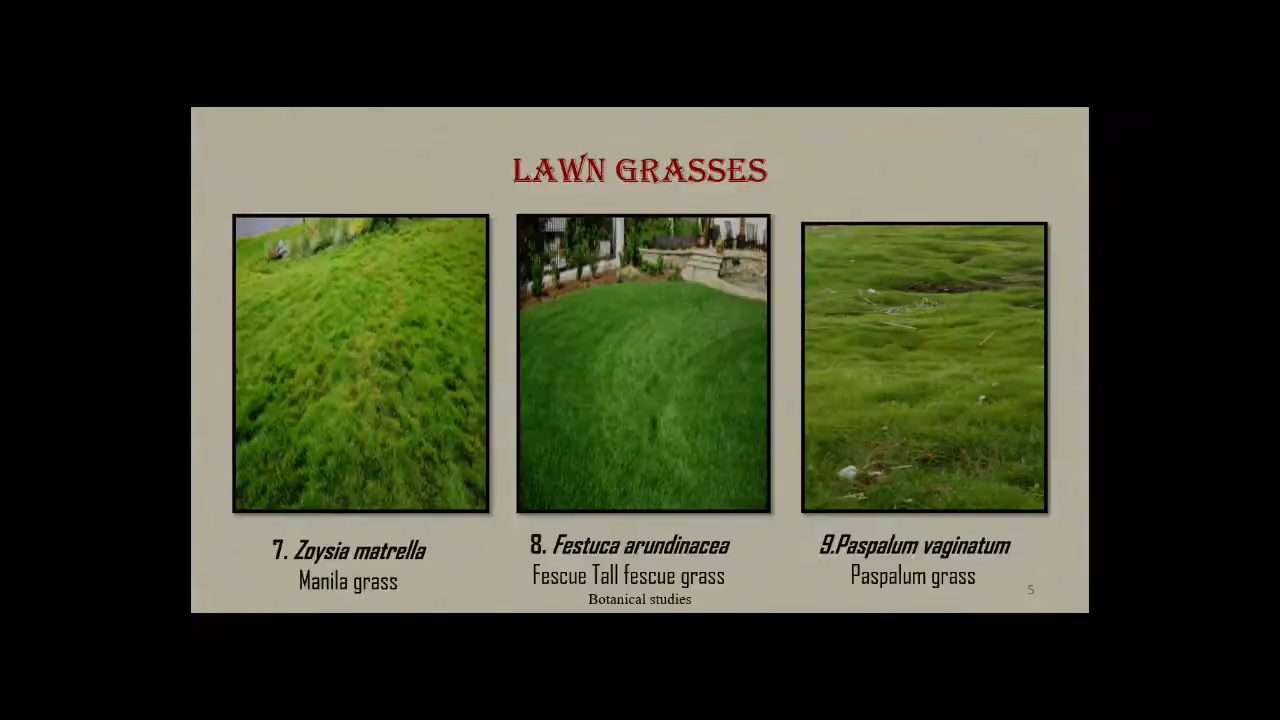 LAWN GRASSES
7. Zoysia matrella
Manila grass
8. Festuca arundinacea
Fescue Tall fescue grass
9.Paspalum vaginatum
Paspalum grass
Botanical studies
5